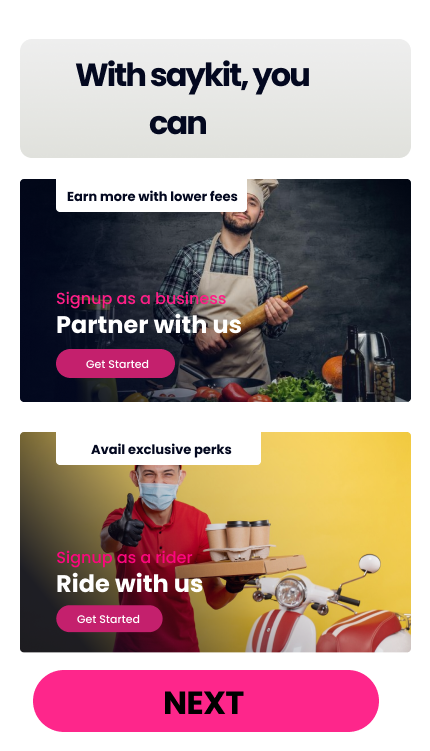 With saykit, you
can
Earn more with lower fees
Signup as a business
Partner with us
Get Started
Avail exclusive perks
Signup as a rider
Ride with us
Get Started
NEXT